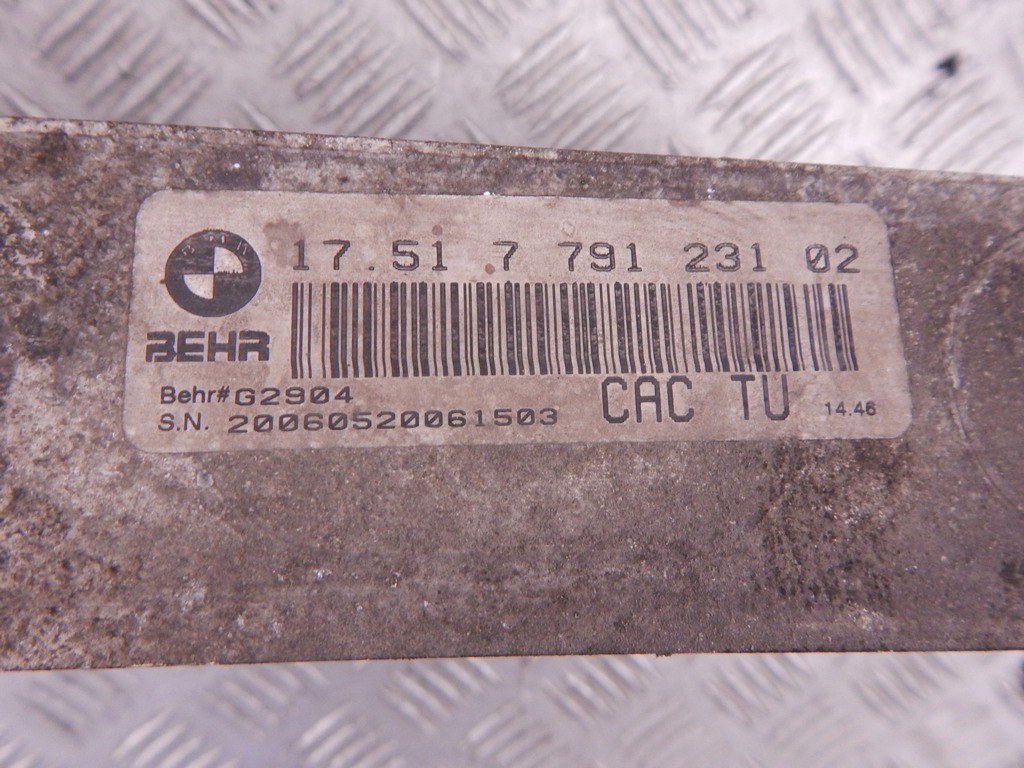 17.51 7 791 231 02
BEHR
Behr# G2904
CAC TU
14.46
S.N. 20060520061503